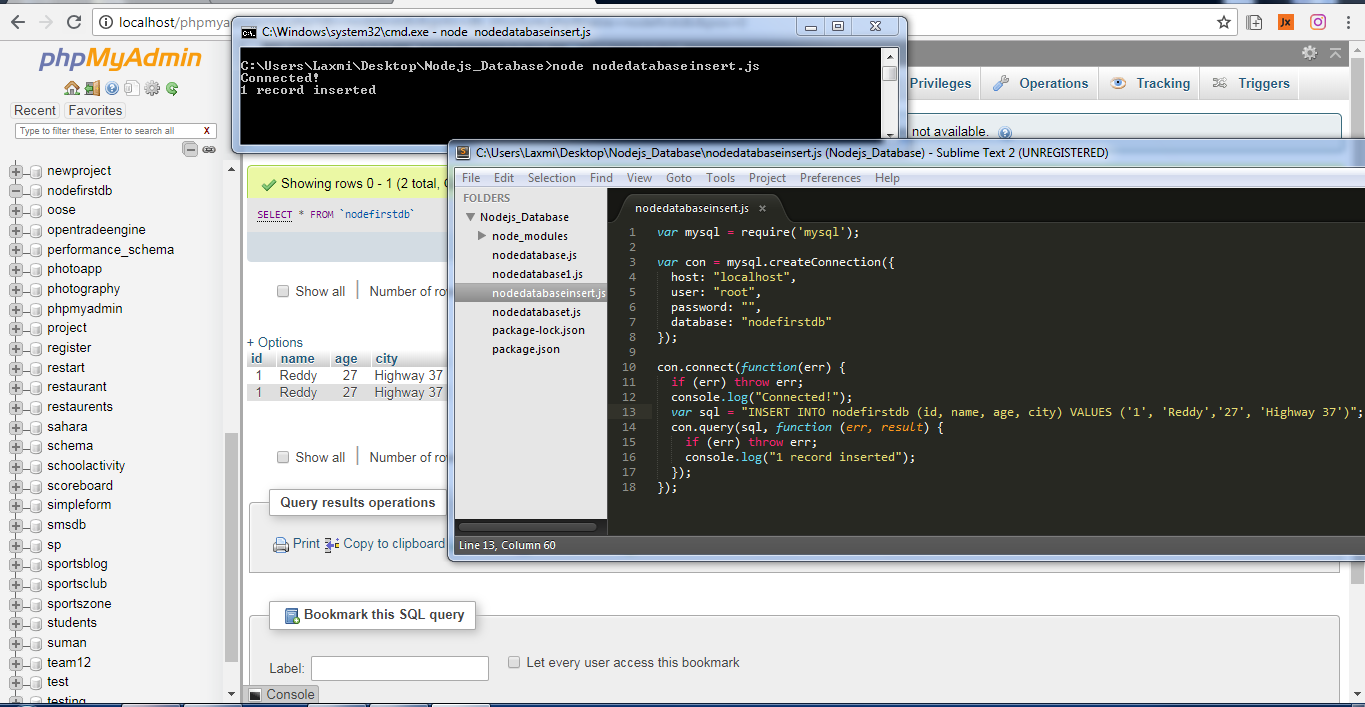 localhost/phpmya
phpMyAdmin
Recent
Favorites
Type to filter these, Enter to search all
X
newproject
nodefirstdb
oose
opentradeengine
performance_schema
photoapp
photography
phpmyadmin
project
register
restart
restaurant
restaurents
sahara
schema
schoolactivity
scoreboard
simpleform
smsdb
sp
sportsblog
sportsclub
sportszone
students
suman
team12
test
testing
C:\Windows\system32\cmd.exe - node  nodedatabaseinsert.js
C:\Users\Laxmi\Desktop\Nodejs_Database>node nodedatabaseinsert.js
Connected!
1 record inserted
Jx
Privileges
Operations
Tracking
Triggers
not available.
Showing rows 0 - 1 (2 total,
SELECT * FROM `nodefirstdb`
Show all
Number of
+ Options
id name age city
1 Reddy 27 Highway 37
1 Reddy 27 Highway 37
Show all
Number of
Query results operations
Print
Copy to clipboard
Bookmark this SQL query
Label:
Let every user access this bookmark
Console
C:\Users\Laxmi\Desktop\Nodejs_Database\nodedatabaseinsert.js (Nodejs_Database) - Sublime Text 2 (UNREGISTERED)
File Edit Selection Find View Goto Tools Project Preferences Help
FOLDERS
Nodejs_Database
node_modules
nodedatabase.js
nodedatabase1.js
nodedatabaseinsert.js
nodedatabaset.js
package-lock.json
package.json
nodedatabaseinsert.js
1 var mysql = require('mysql');
2
3 var con = mysql.createConnection({
4 host: "localhost",
5 user: "root",
6 password: "",
7 database: "nodefirstdb"
8 });
9
10 con.connect(function(err) {
11 if (err) throw err;
12 console.log("Connected!");
13 var sql = "INSERT INTO nodefirstdb (id, name, age, city) VALUES ('1', 'Reddy','27', 'Highway 37')";
14 con.query(sql, function (err, result) {
15 if (err) throw err;
16 console.log("1 record inserted");
17 });
18 });
Line 13, Column 60